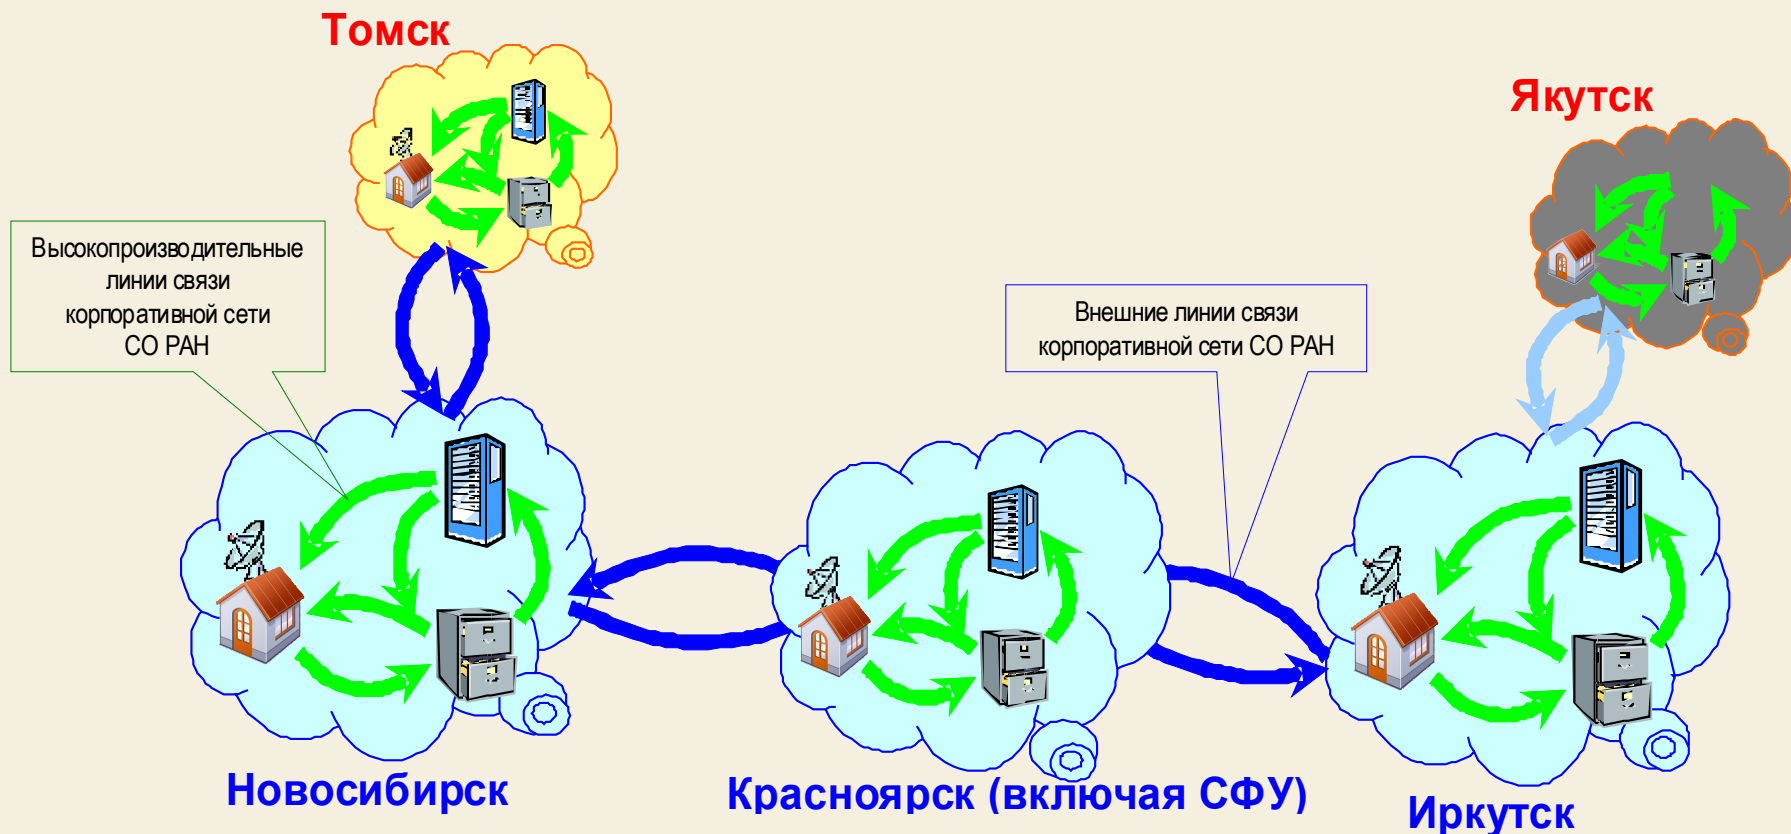 Томск
Якутск
Высокопроизводительные
линии связи
корпоративной сети
СО РАН
Внешние линии связи
корпоративной сети СО РАН
Новосибирск
Красноярск (включая СФУ)
Иркутск